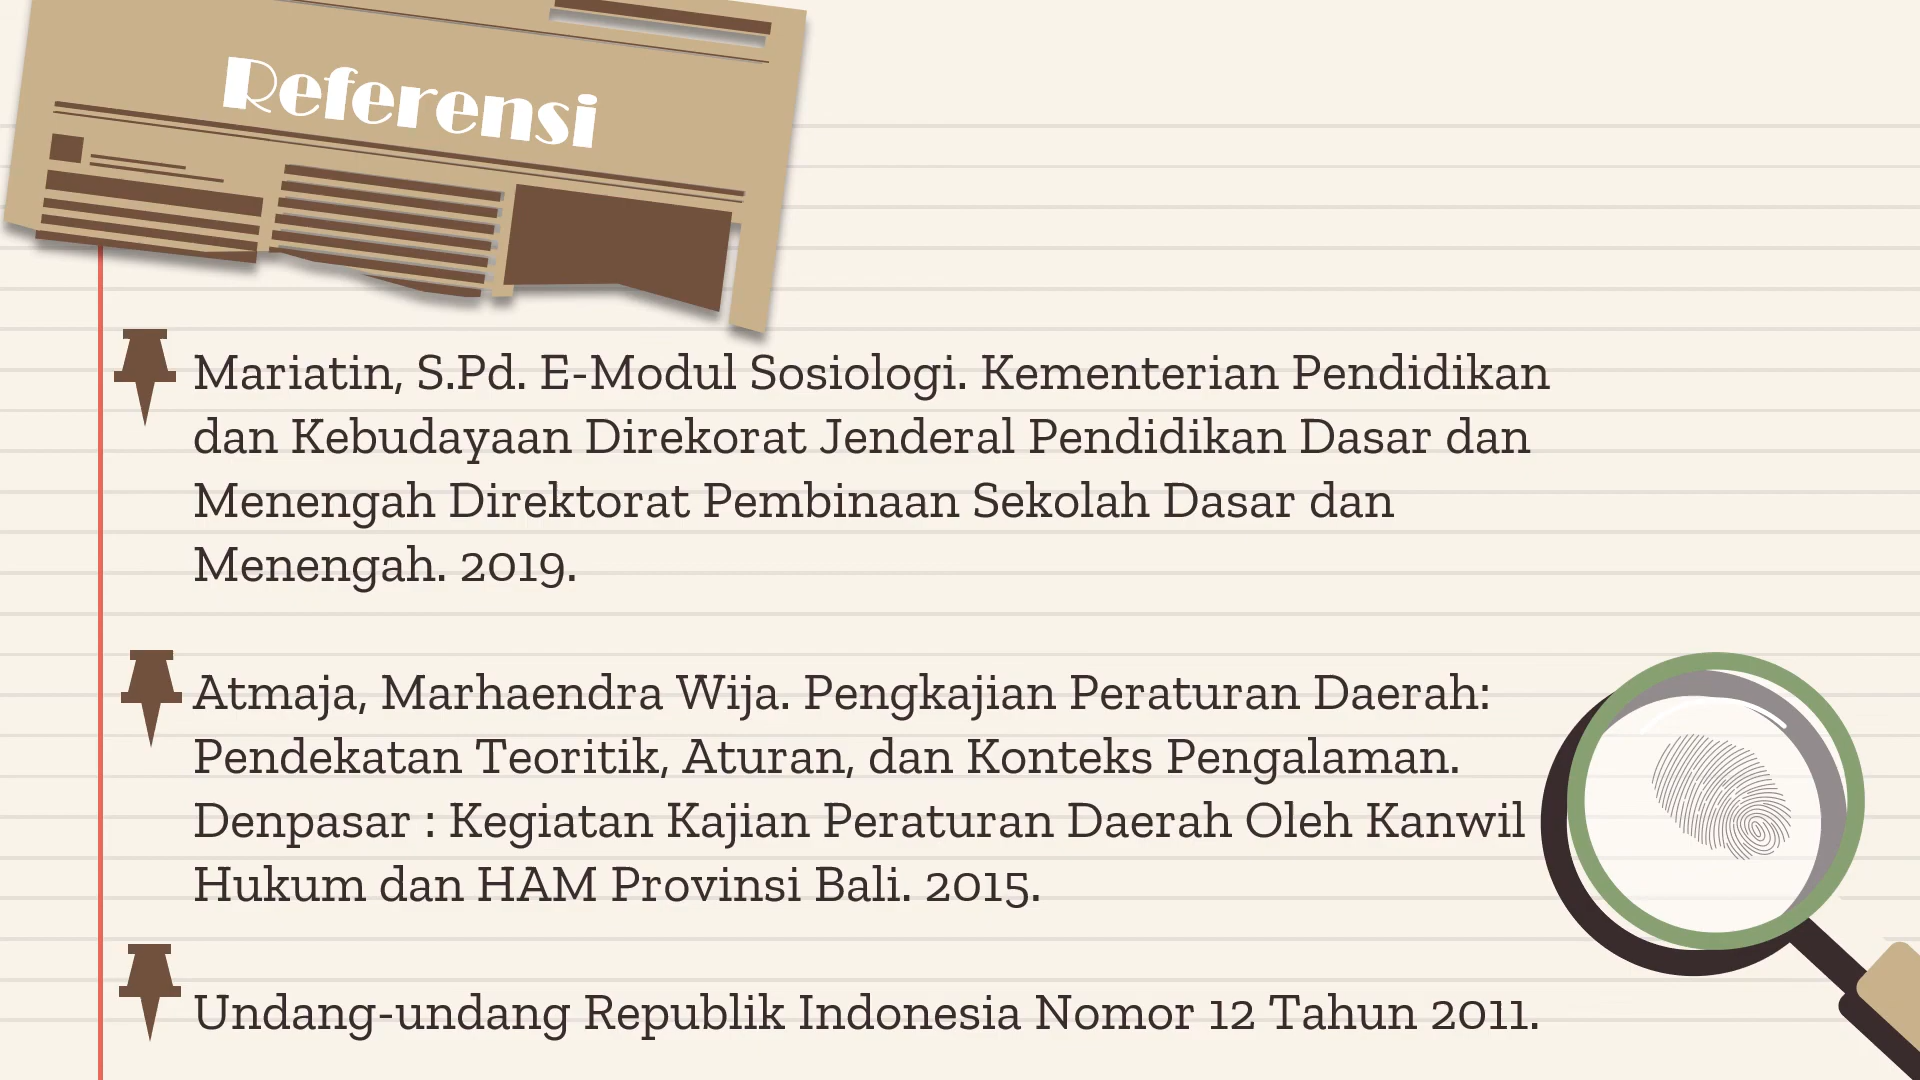 Referensi
Mariatin, S.Pd. E-Modul Sosiologi. Kementerian Pendidikan
dan Kebudayaan Direkorat Jenderal Pendidikan Dasar dan
Menengah Direktorat Pembinaan Sekolah Dasar dan
Menengah. 2019.
Atmaja, Marhaendra Wija. Pengkajian Peraturan Daerah:
Pendekatan Teoritik, Aturan, dan Konteks Pengalaman.
Denpasar : Kegiatan Kajian Peraturan Daerah Oleh Kanwil
Hukum dan HAM Provinsi Bali. 2015.
Undang-undang Republik Indonesia Nomor 12 Tahun 2011.